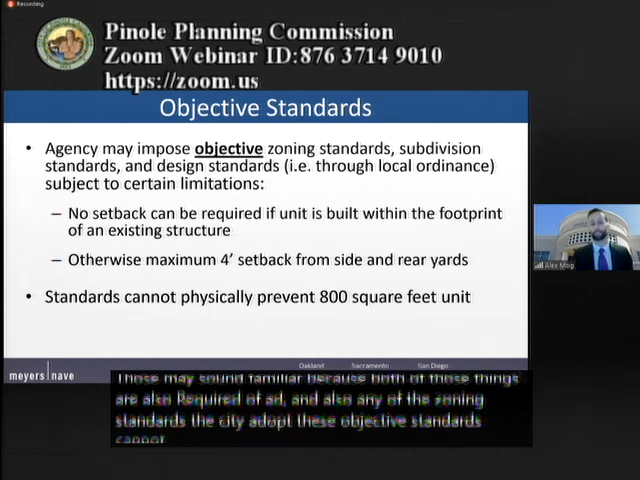 Recording
Pinole Planning Commission
Zoom Webinar ID:876 3714 9010
https://zoom.us
Objective Standards
• Agency may impose objective zoning standards, subdivision
standards, and design standards (i.e. through local ordinance)
subject to certain limitations:
– No setback can be required if unit is built within the footprint
of an existing structure
– Otherwise maximum 4’ setback from side and rear yards
• Standards cannot physically prevent 800 square feet unit
Alex Mog
meyers nave
Oakland Sacramento San Diego
Those may sound familiar because both of those things
are also Required of ad, and also any of the zoning
standards the city adopt these objective standards
cannot